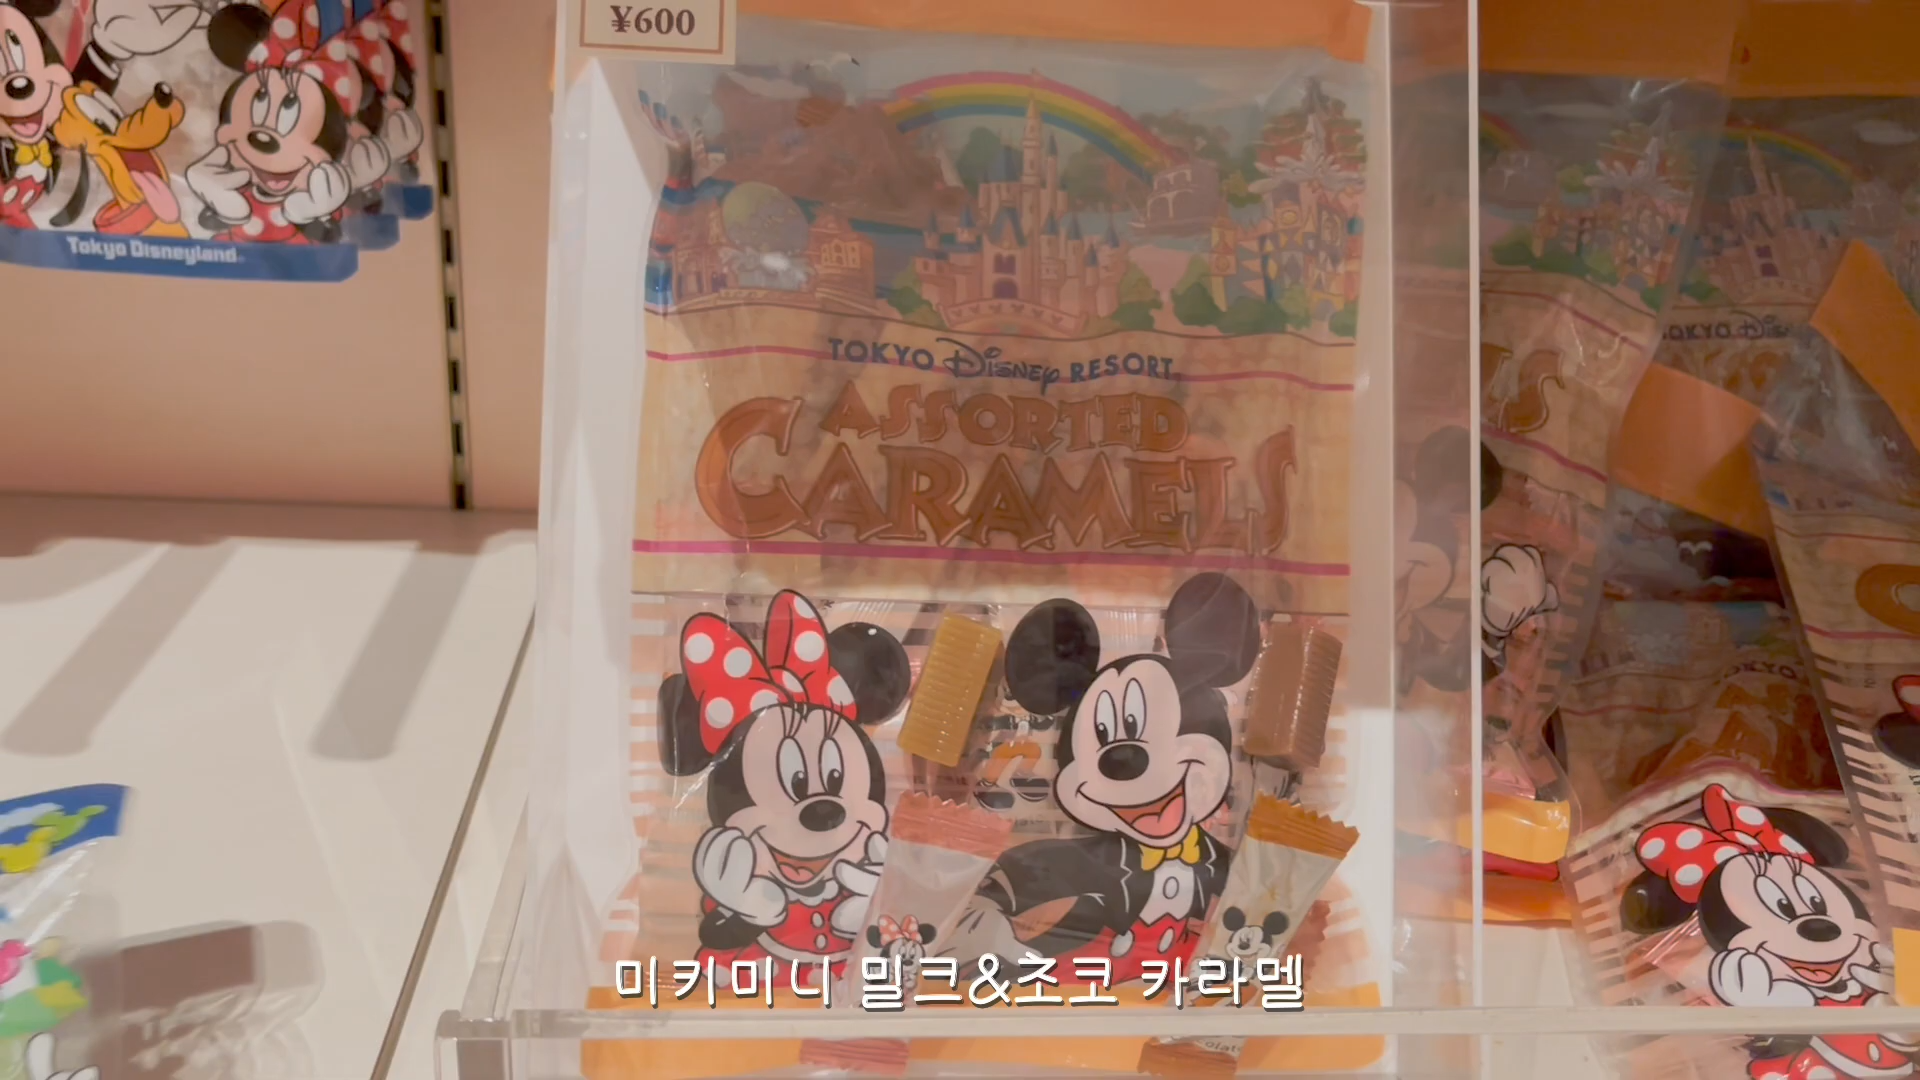 ¥600
Tokyo Disneyland
TOKYO Disney RESORT
ASSORTED
CARAMELS
미키미니 밀크&초코 카라멜